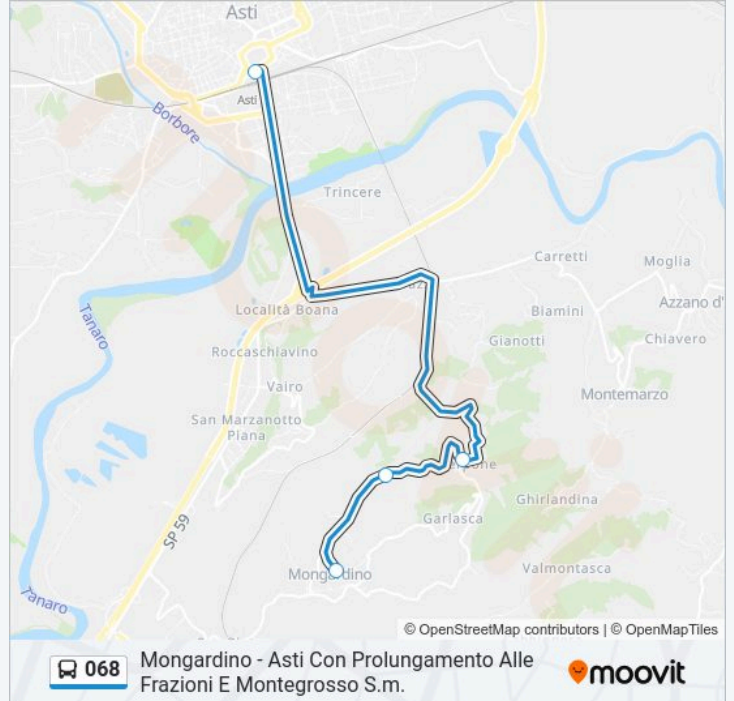 Asti
Asti
Borbore
Trincere
Carretti
Moglia
Azzano d'
Località Boana
Biamini
Tanaro
Gianotti
Chiavero
Roccaschiavino
Vairo
Montemarzo
San Marzanotto
Piana
SP 59
Ghirlandina
Garlasca
Valmontasca
Tanaro
© OpenStreetMap contributors | © OpenMapTiles
068
Mongardino - Asti Con Prolungamento Alle
Frazioni E Montegrosso S.m.
moovit